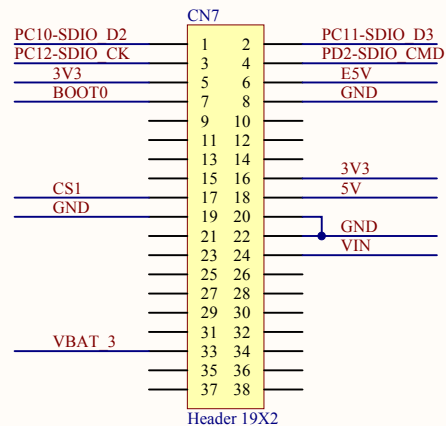 CN7
PC10-SDIO_D2 1 2 PC11-SDIO_D3
PC12-SDIO_CK 3 4 PD2-SDIO_CMD
3V3 5 6 E5V
BOOT0 7 8 GND
9 10
11 12
13 14
15 16 3V3
CS1 17 18 5V
GND 19 20
21 22 GND
23 24 VIN
25 26
27 28
29 30
31 32
VBAT_3 33 34
35 36
37 38
Header 19X2